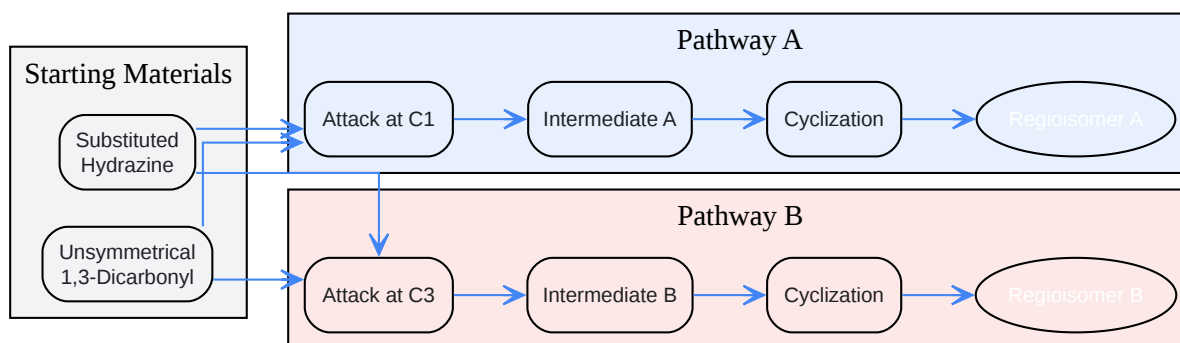 Starting Materials
Substituted
Hydrazine
Unsymmetrical
1,3-Dicarbonyl
Pathway A
Attack at C1
Intermediate A
Cyclization
Regioisomer A
Pathway B
Attack at C3
Intermediate B
Cyclization
Regioisomer B